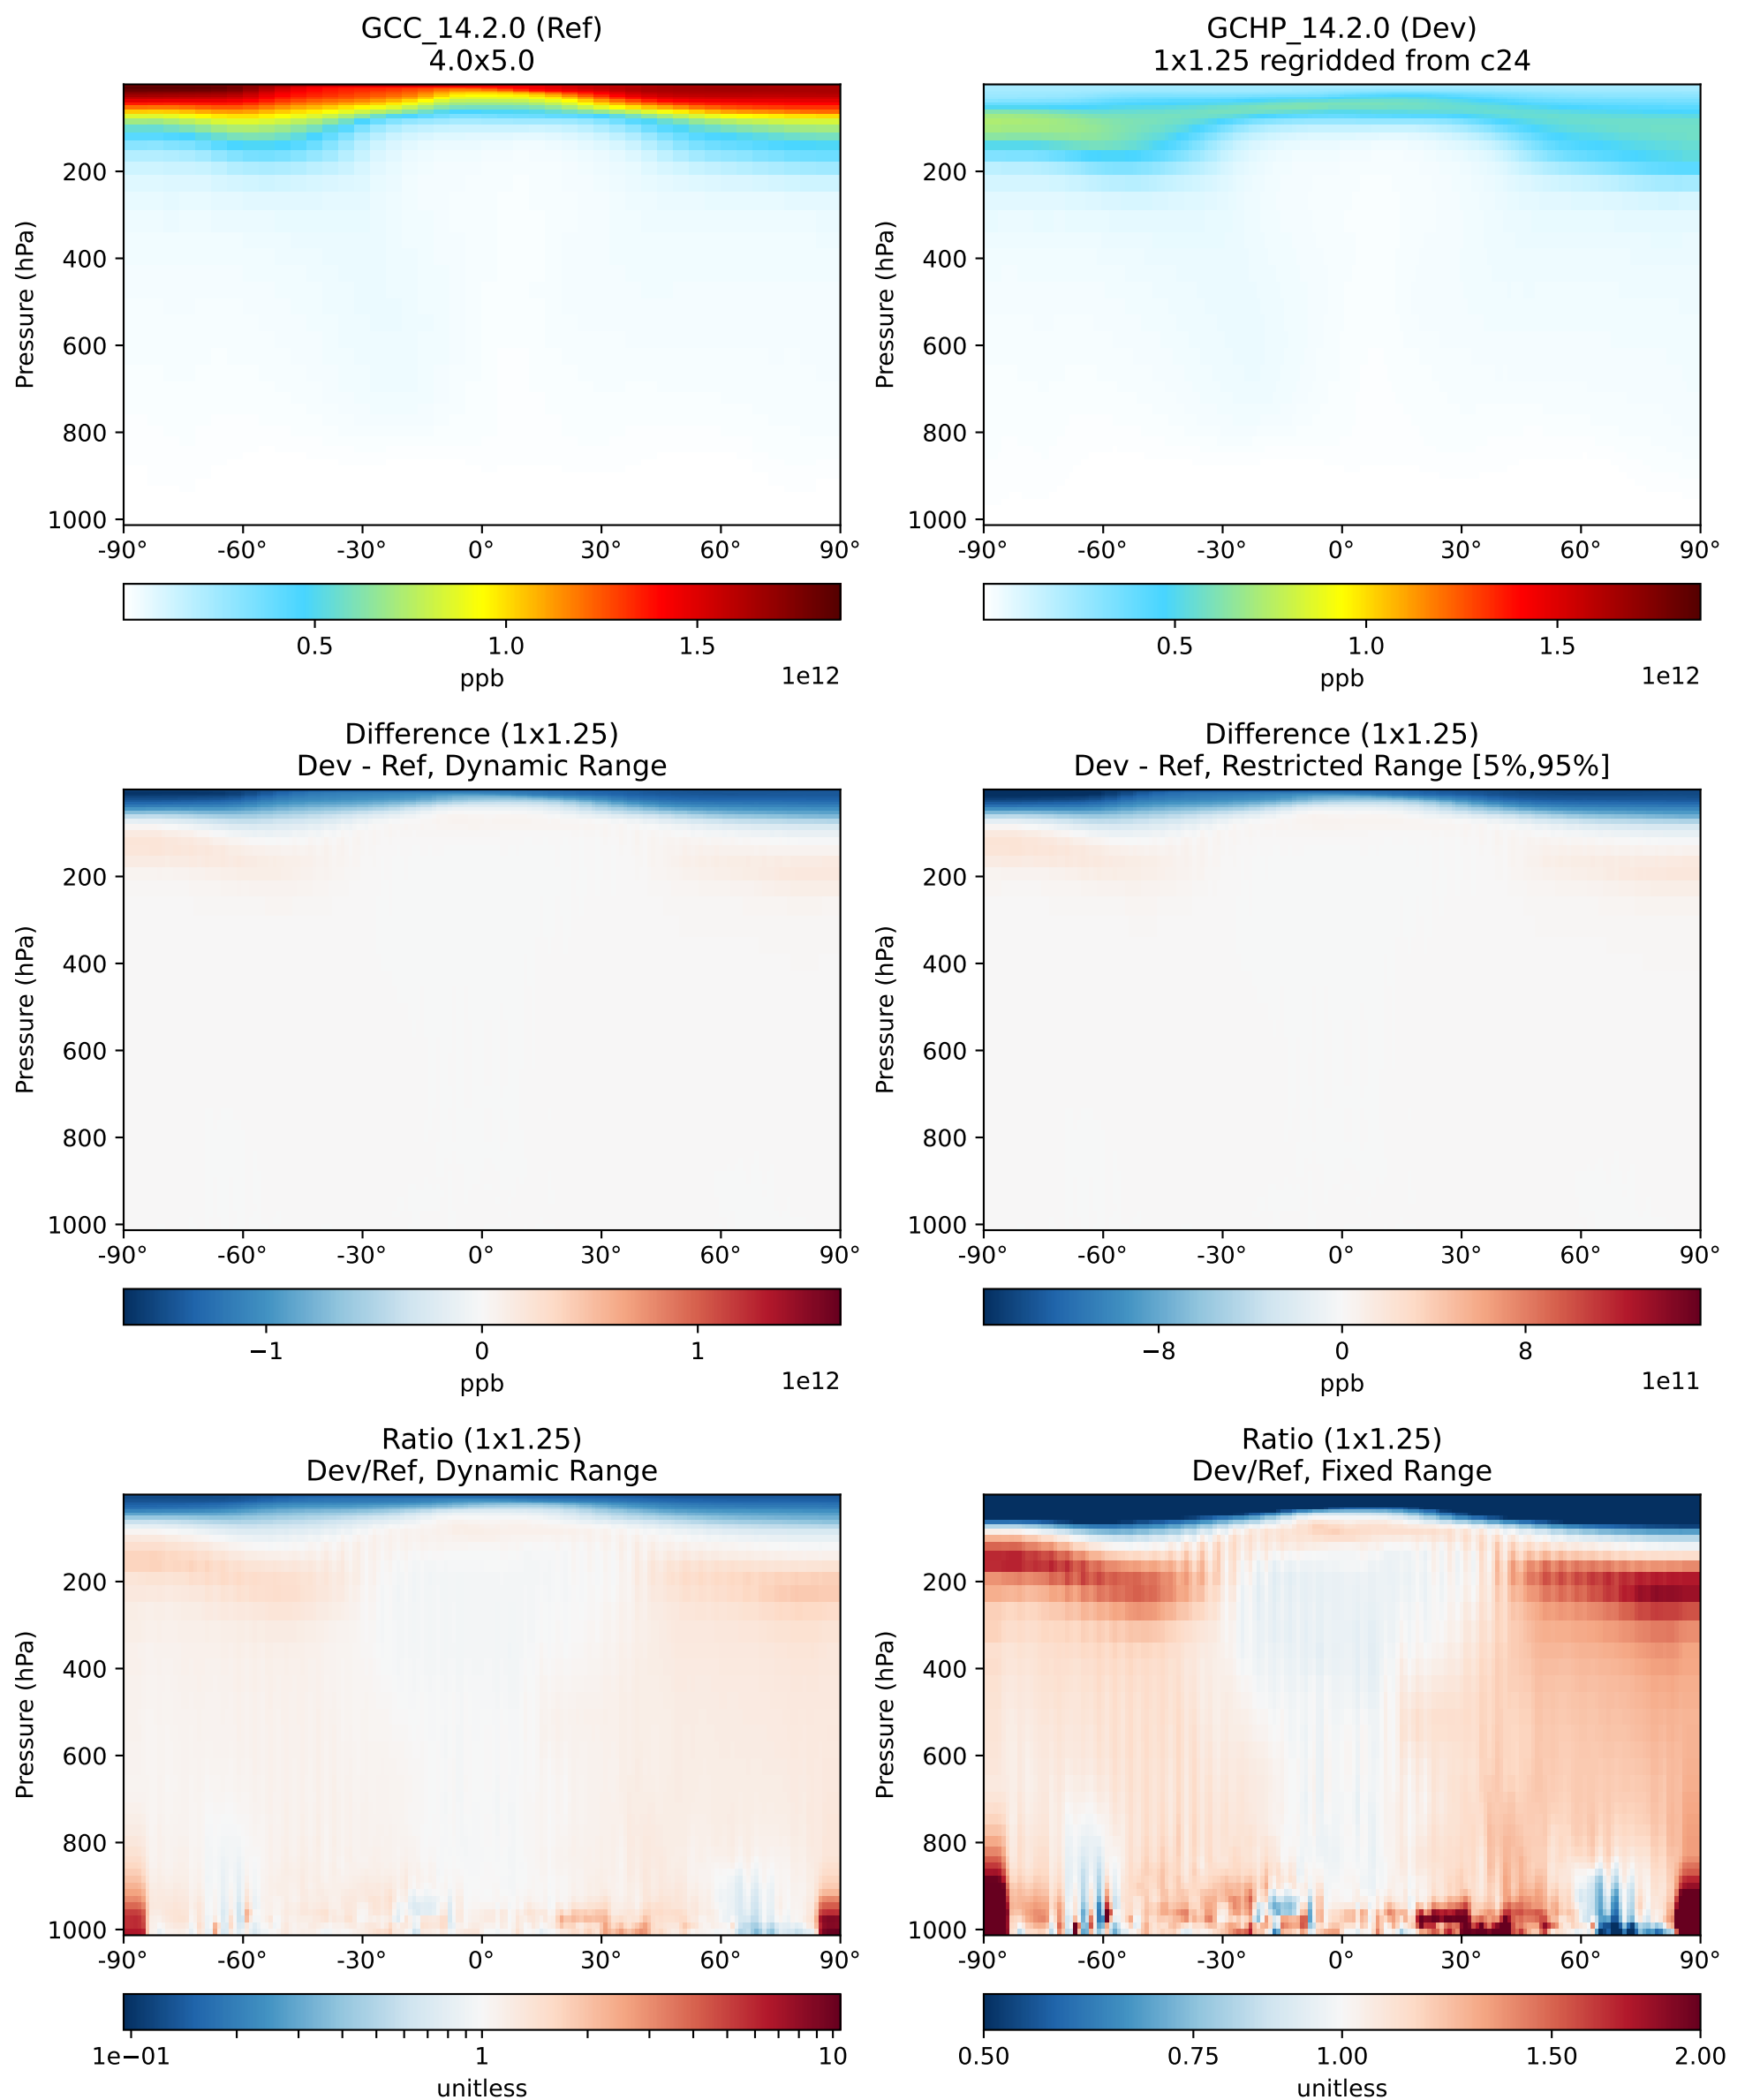 GCC_14.2.0 (Ref)
4.0x5.0
Pressure (hPa)
200
400
600
800
1000
-90° -60° -30° 0° 30° 60° 90°
0.5 1.0 1.5
ppb
1e12
GCHP_14.2.0 (Dev)
1x1.25 regridded from c24
Pressure (hPa)
200
400
600
800
1000
-90° -60° -30° 0° 30° 60° 90°
0.5 1.0 1.5
ppb
1e12
Difference (1x1.25)
Dev - Ref, Dynamic Range
Pressure (hPa)
200
400
600
800
1000
-90° -60° -30° 0° 30° 60° 90°
−1 0 1
ppb
1e12
Difference (1x1.25)
Dev - Ref, Restricted Range [5%,95%]
Pressure (hPa)
200
400
600
800
1000
-90° -60° -30° 0° 30° 60° 90°
−8 0 8
ppb
1e11
Ratio (1x1.25)
Dev/Ref, Dynamic Range
Pressure (hPa)
200
400
600
800
1000
-90° -60° -30° 0° 30° 60° 90°
1e−01 1 10
unitless
Ratio (1x1.25)
Dev/Ref, Fixed Range
Pressure (hPa)
200
400
600
800
1000
-90° -60° -30° 0° 30° 60° 90°
0.50 0.75 1.00 1.50 2.00
unitless